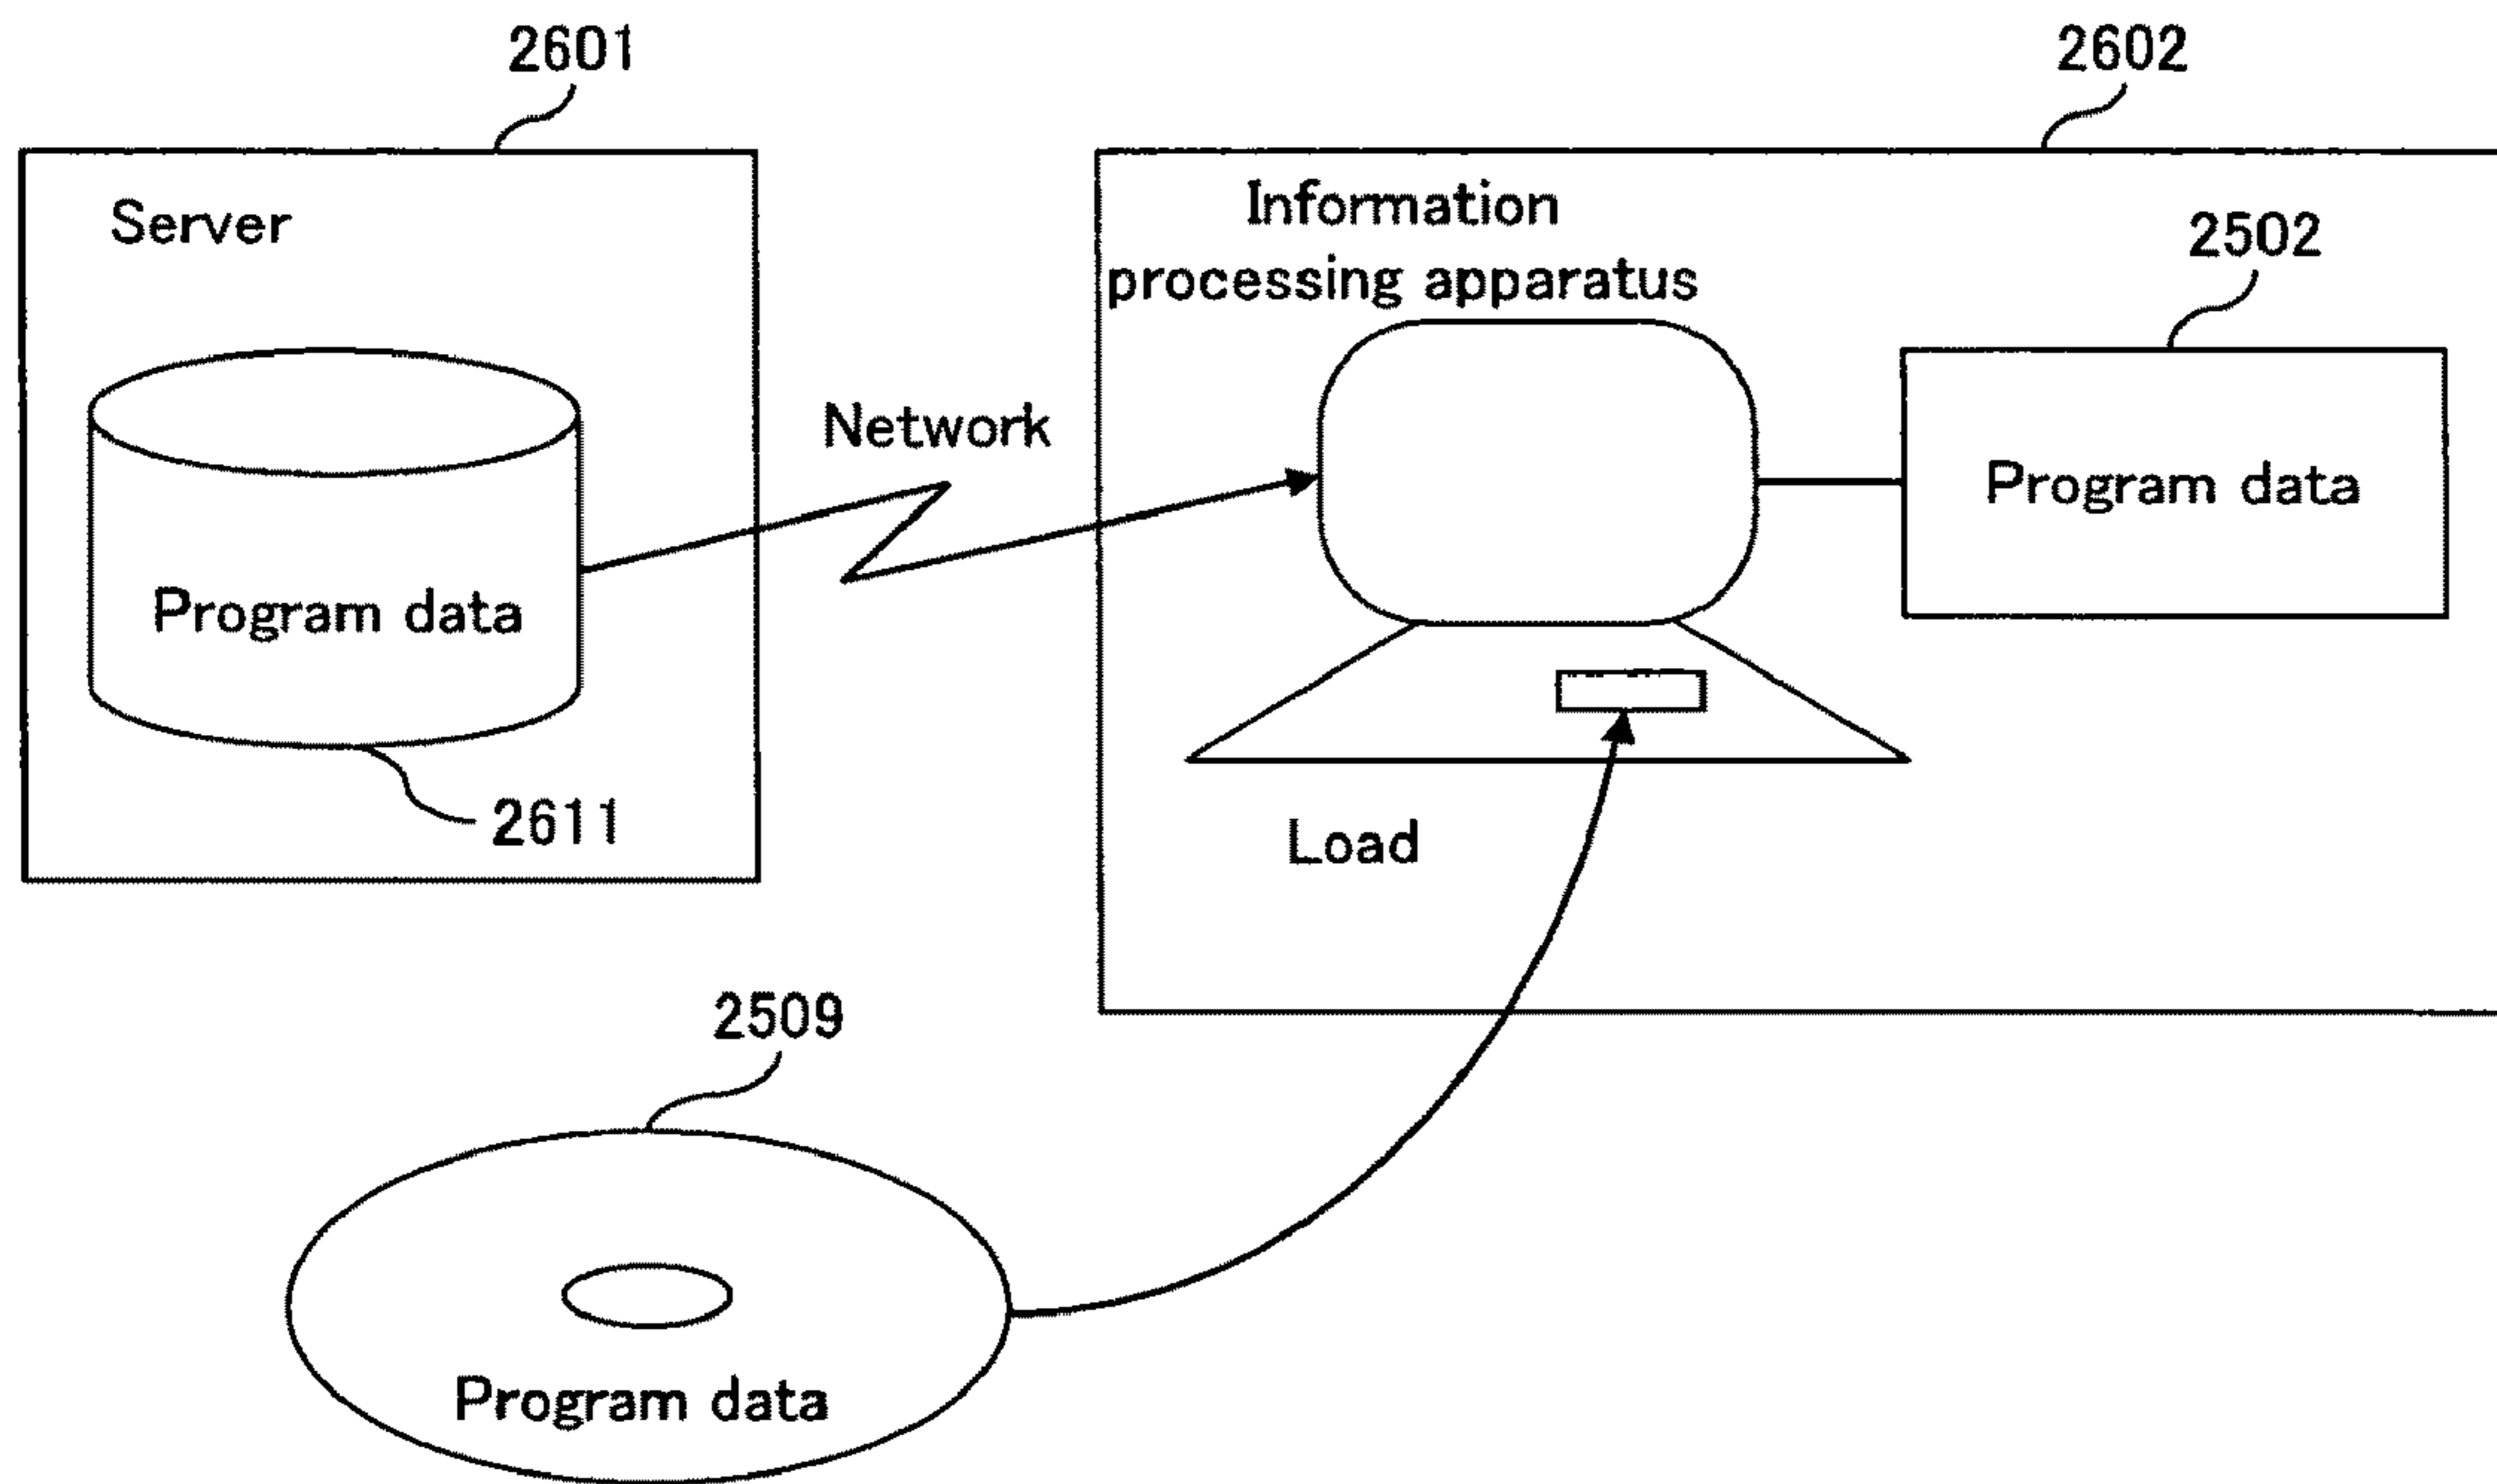 2601
2602
Server
Information
processing apparatus
2502
Network
Program data
Program data
2611
Load
2509
Program data